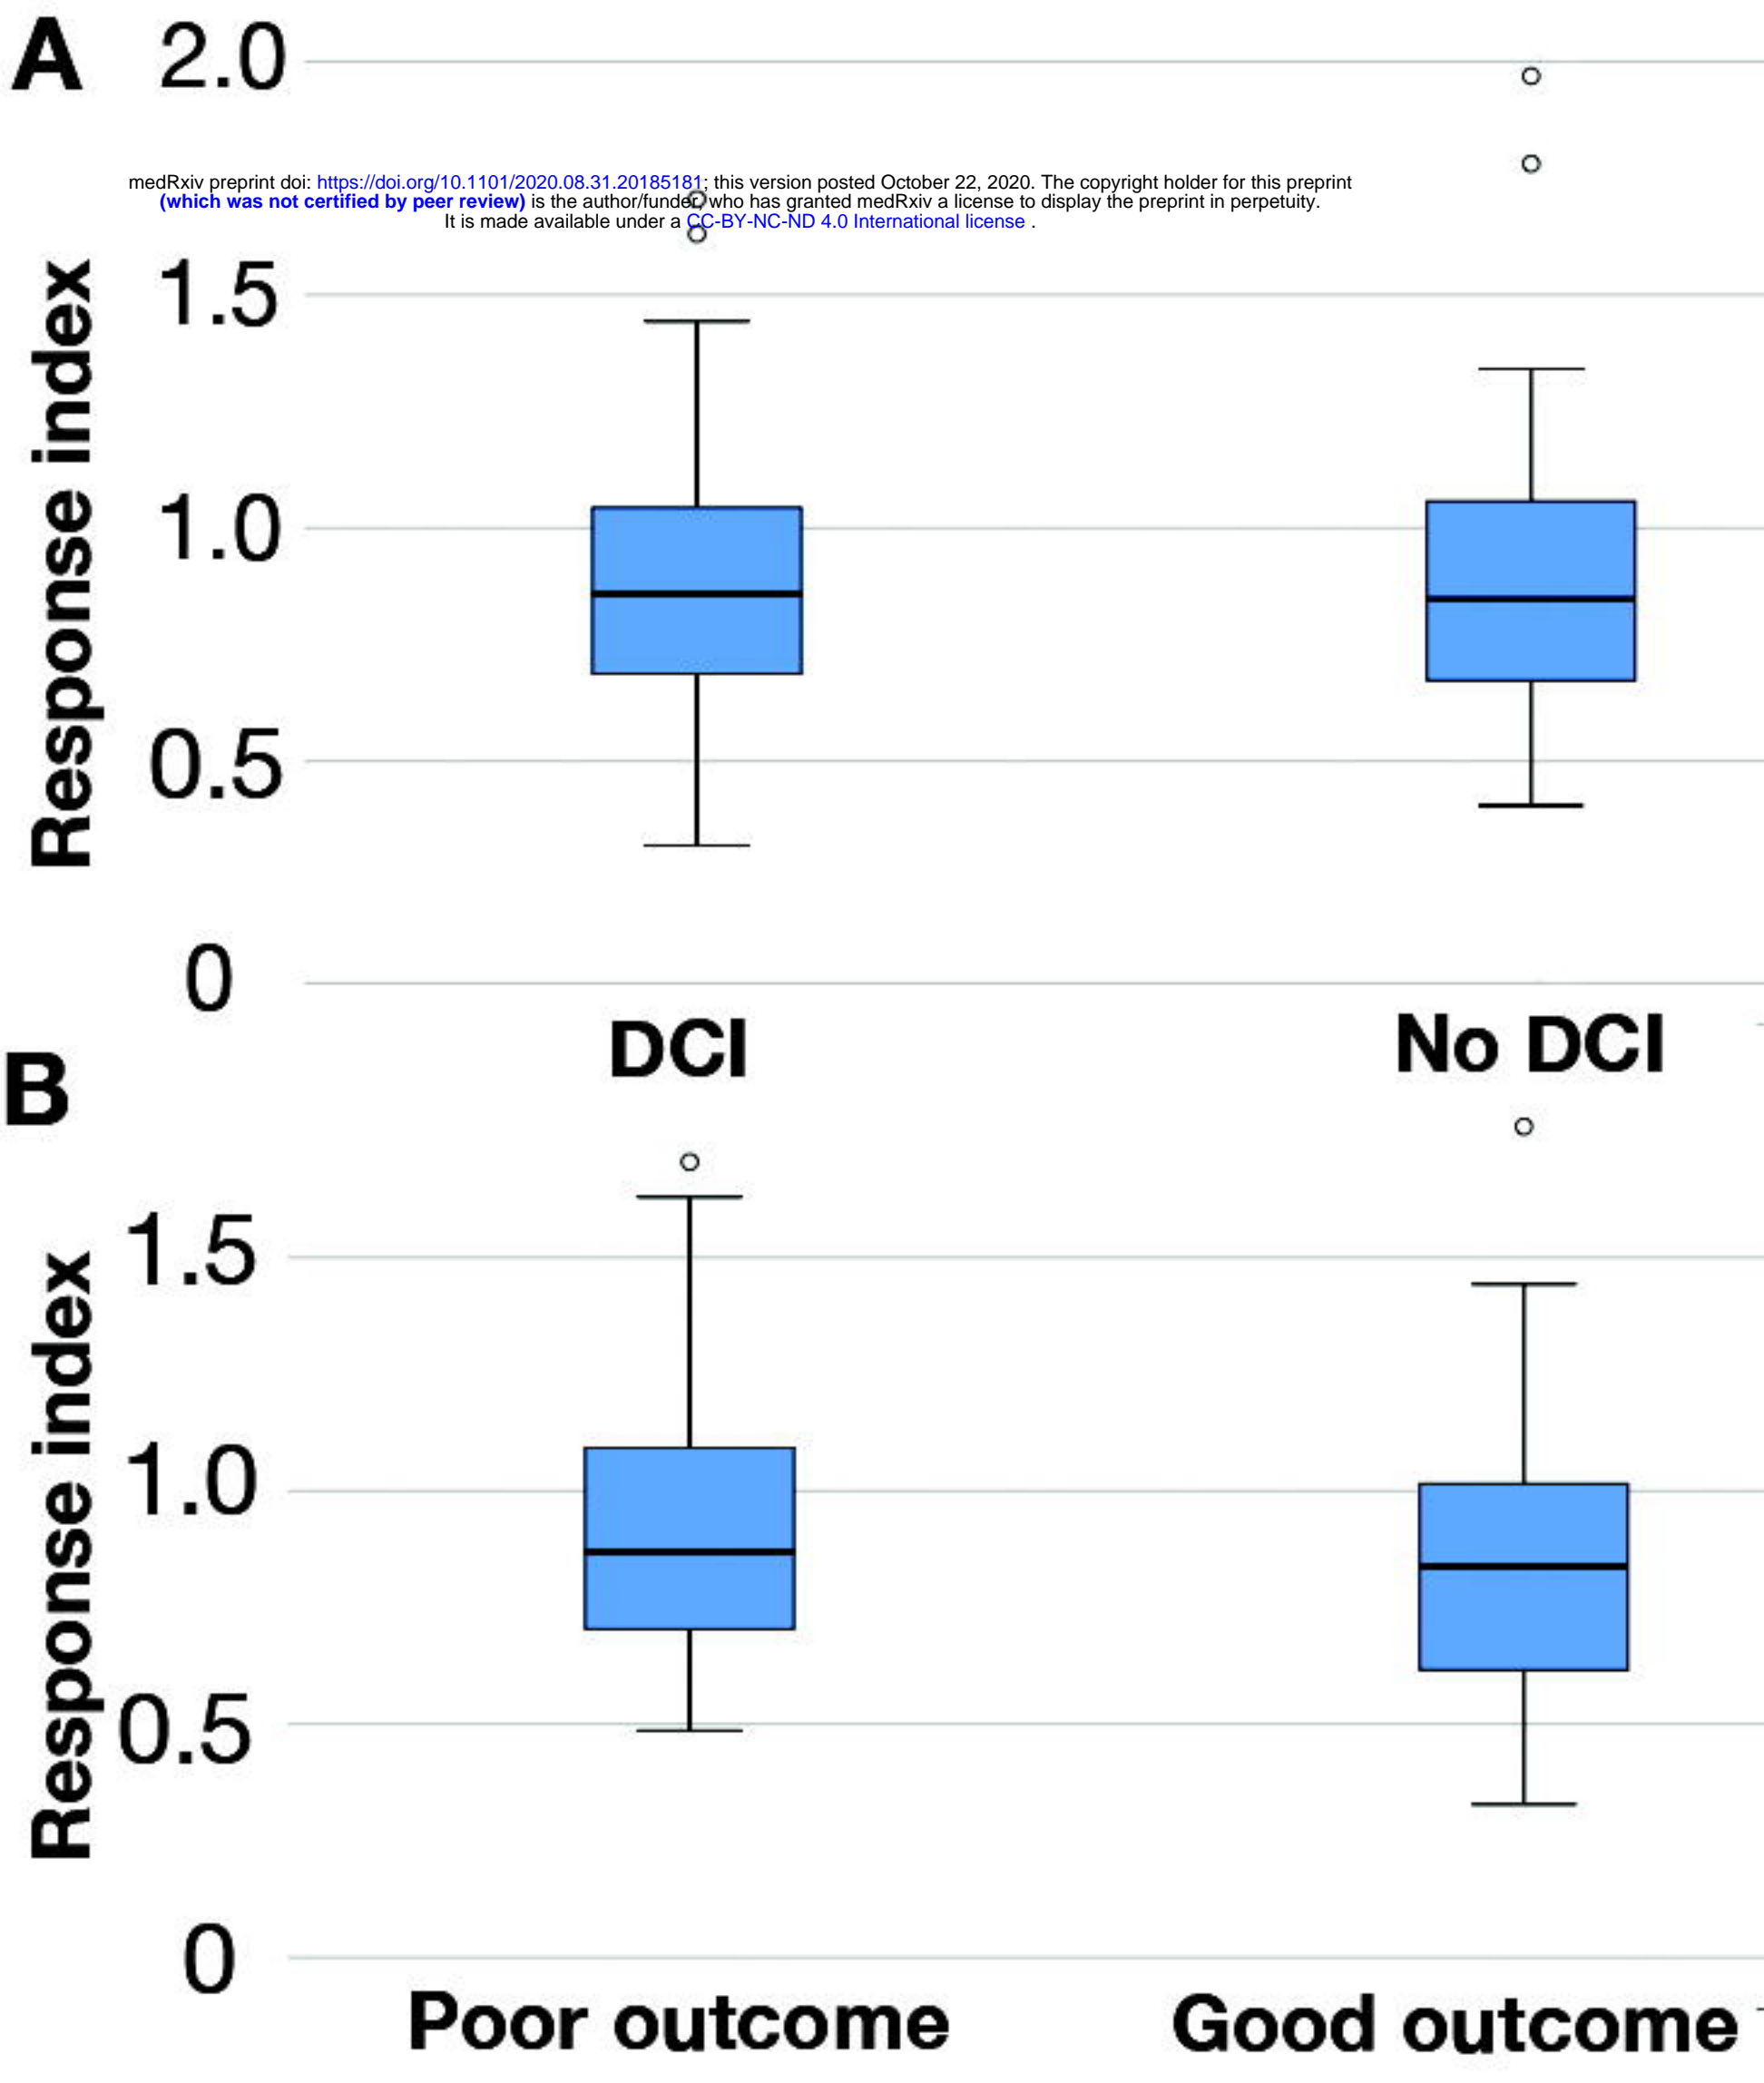 A
2.0
medRxiv preprint doi: https://doi.org/10.1101/2020.08.31.20185181; this version posted October 22, 2020. The copyright holder for this preprint
(which was not certified by peer review) is the author/funder, who has granted medRxiv a license to display the preprint in perpetuity.
It is made available under a CC-BY-NC-ND 4.0 International license .
1.5
Response index
1.0
0.5
0
DCI
No DCI
B
1.5
Response index
1.0
0.5
0
Poor outcome
Good outcome